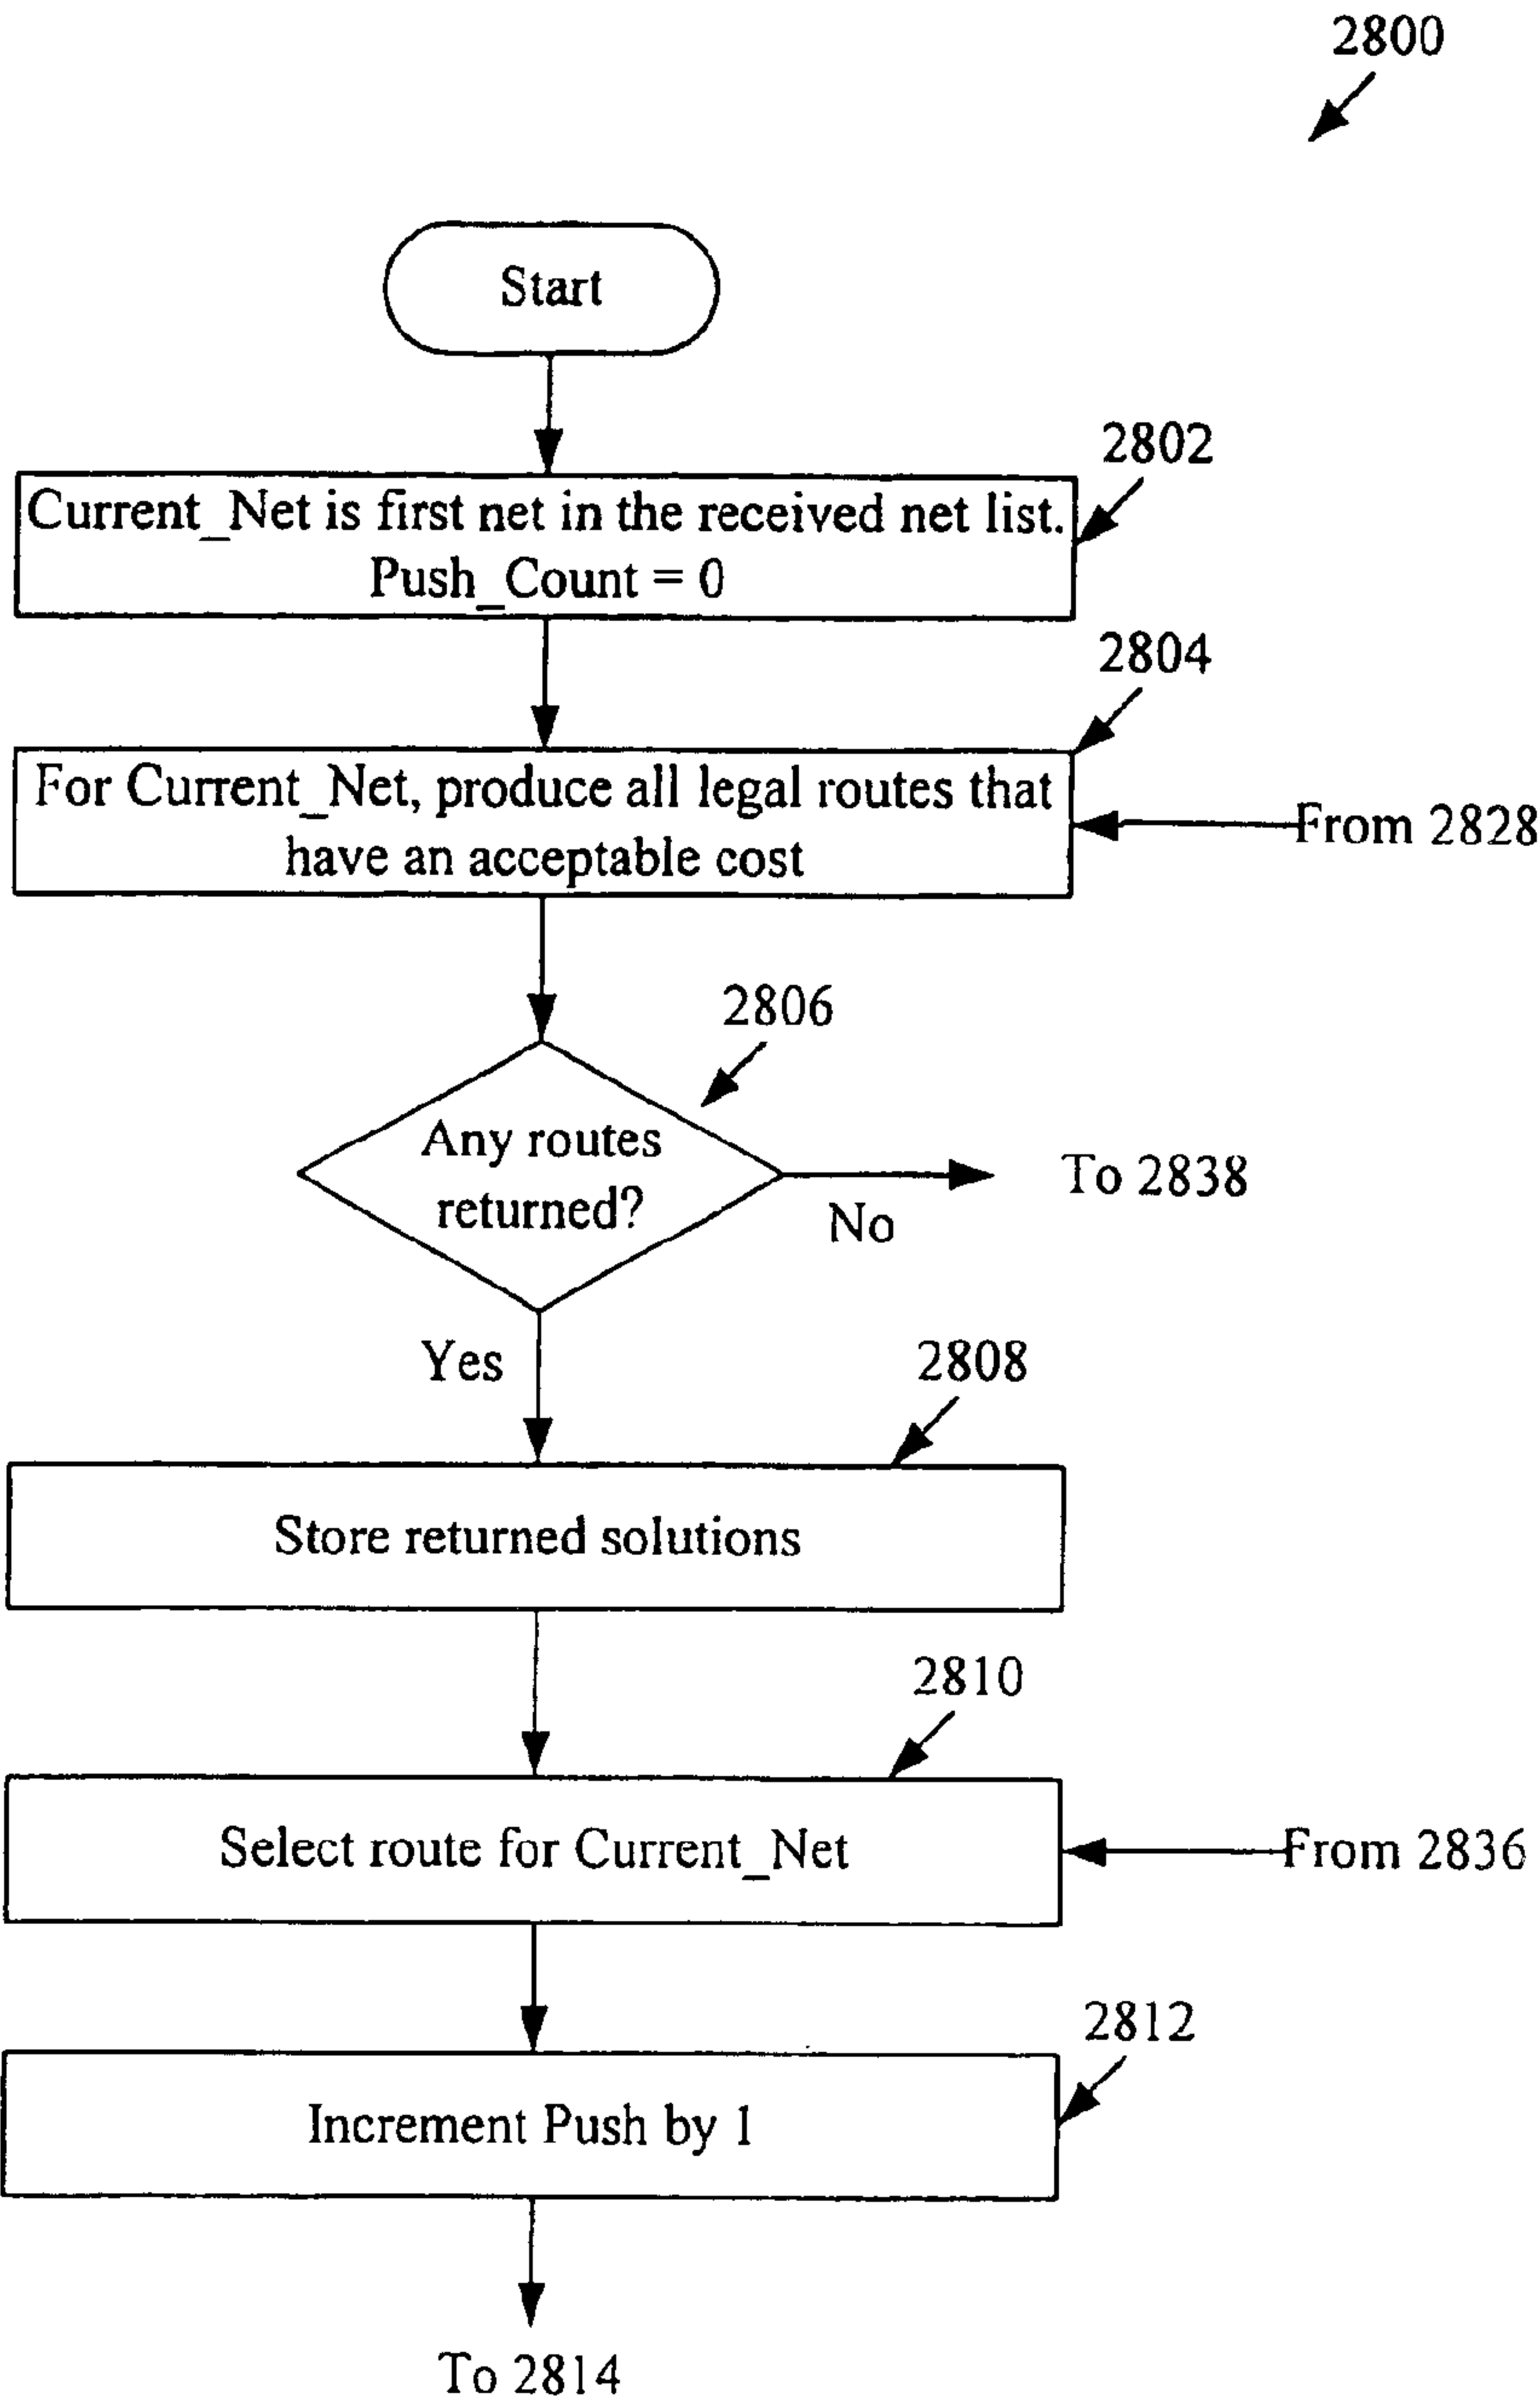 2800
Start
2802
Current_Net is first net in the received net list.
Push_Count = 0
2804
For Current_Net, produce all legal routes that
have an acceptable cost
From 2828
2806
Any routes
returned?
To 2838
No
Yes
2808
Store returned solutions
2810
Select route for Current_Net
From 2836
2812
Increment Push by 1
To 2814